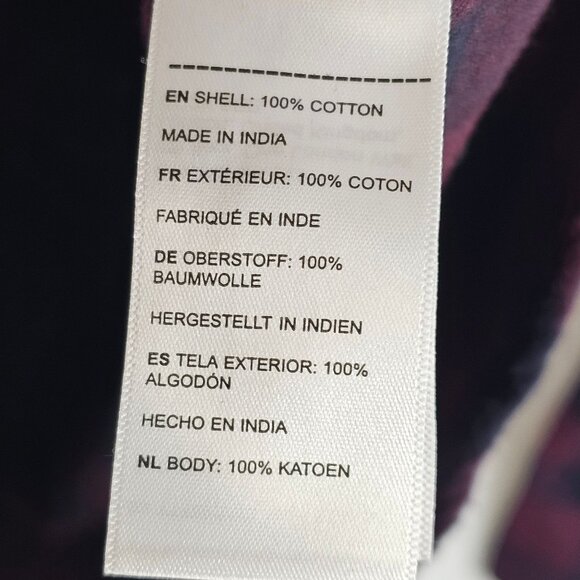 EN SHELL: 100% COTTON
MADE IN INDIA
FR EXTÉRIEUR: 100% COTON
FABRIQUÉ EN INDE
DE OBERSTOFF: 100%
BAUMWOLLE
HERGESTELLT IN INDIEN
ES TELA EXTERIOR: 100%
ALGODÓN
HECHO EN INDIA
NL BODY: 100% KATOEN